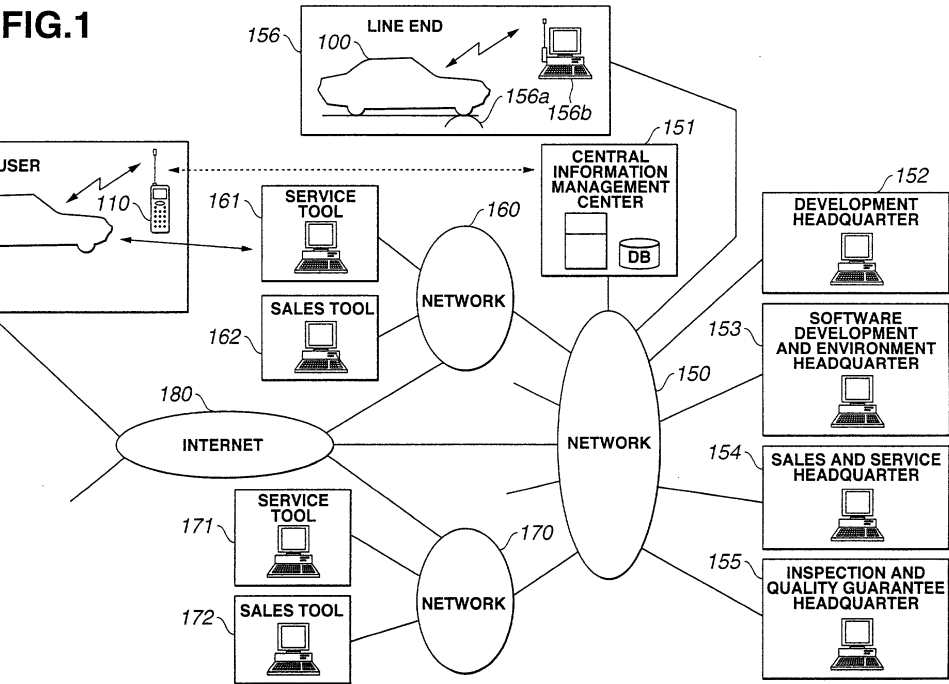 FIG.1
156
LINE END
100
156a
156b
151
CENTRAL
INFORMATION
MANAGEMENT
CENTER
DB
USER
110
161
SERVICE
TOOL
160
NETWORK
SALES TOOL
162
152
DEVELOPMENT
HEADQUARTER
153
SOFTWARE
DEVELOPMENT
AND ENVIRONMENT
HEADQUARTER
150
NETWORK
180
INTERNET
154
SALES AND SERVICE
HEADQUARTER
171
SERVICE
TOOL
170
NETWORK
172
SALES TOOL
155
INSPECTION AND
QUALITY GUARANTEE
HEADQUARTER